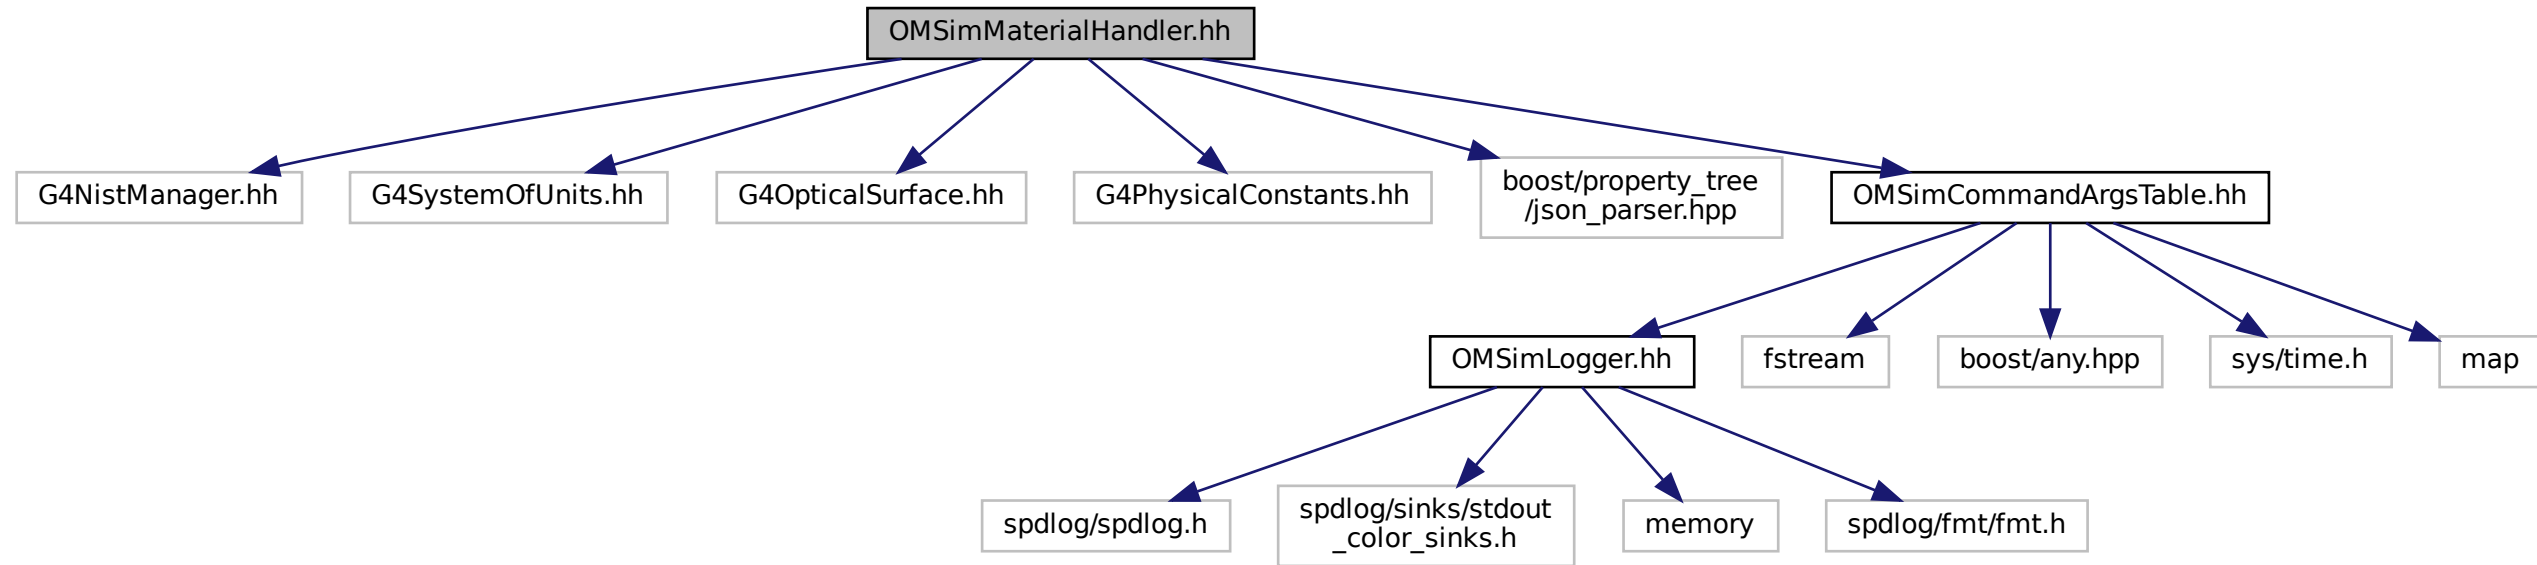 OMSimMaterialHandler.hh
G4NistManager.hh
G4SystemOfUnits.hh
G4OpticalSurface.hh
G4PhysicalConstants.hh
boost/property_tree
/json_parser.hpp
OMSimCommandArgsTable.hh
OMSimLogger.hh
fstream
boost/any.hpp
sys/time.h
map
spdlog/spdlog.h
spdlog/sinks/stdout
_color_sinks.h
memory
spdlog/fmt/fmt.h